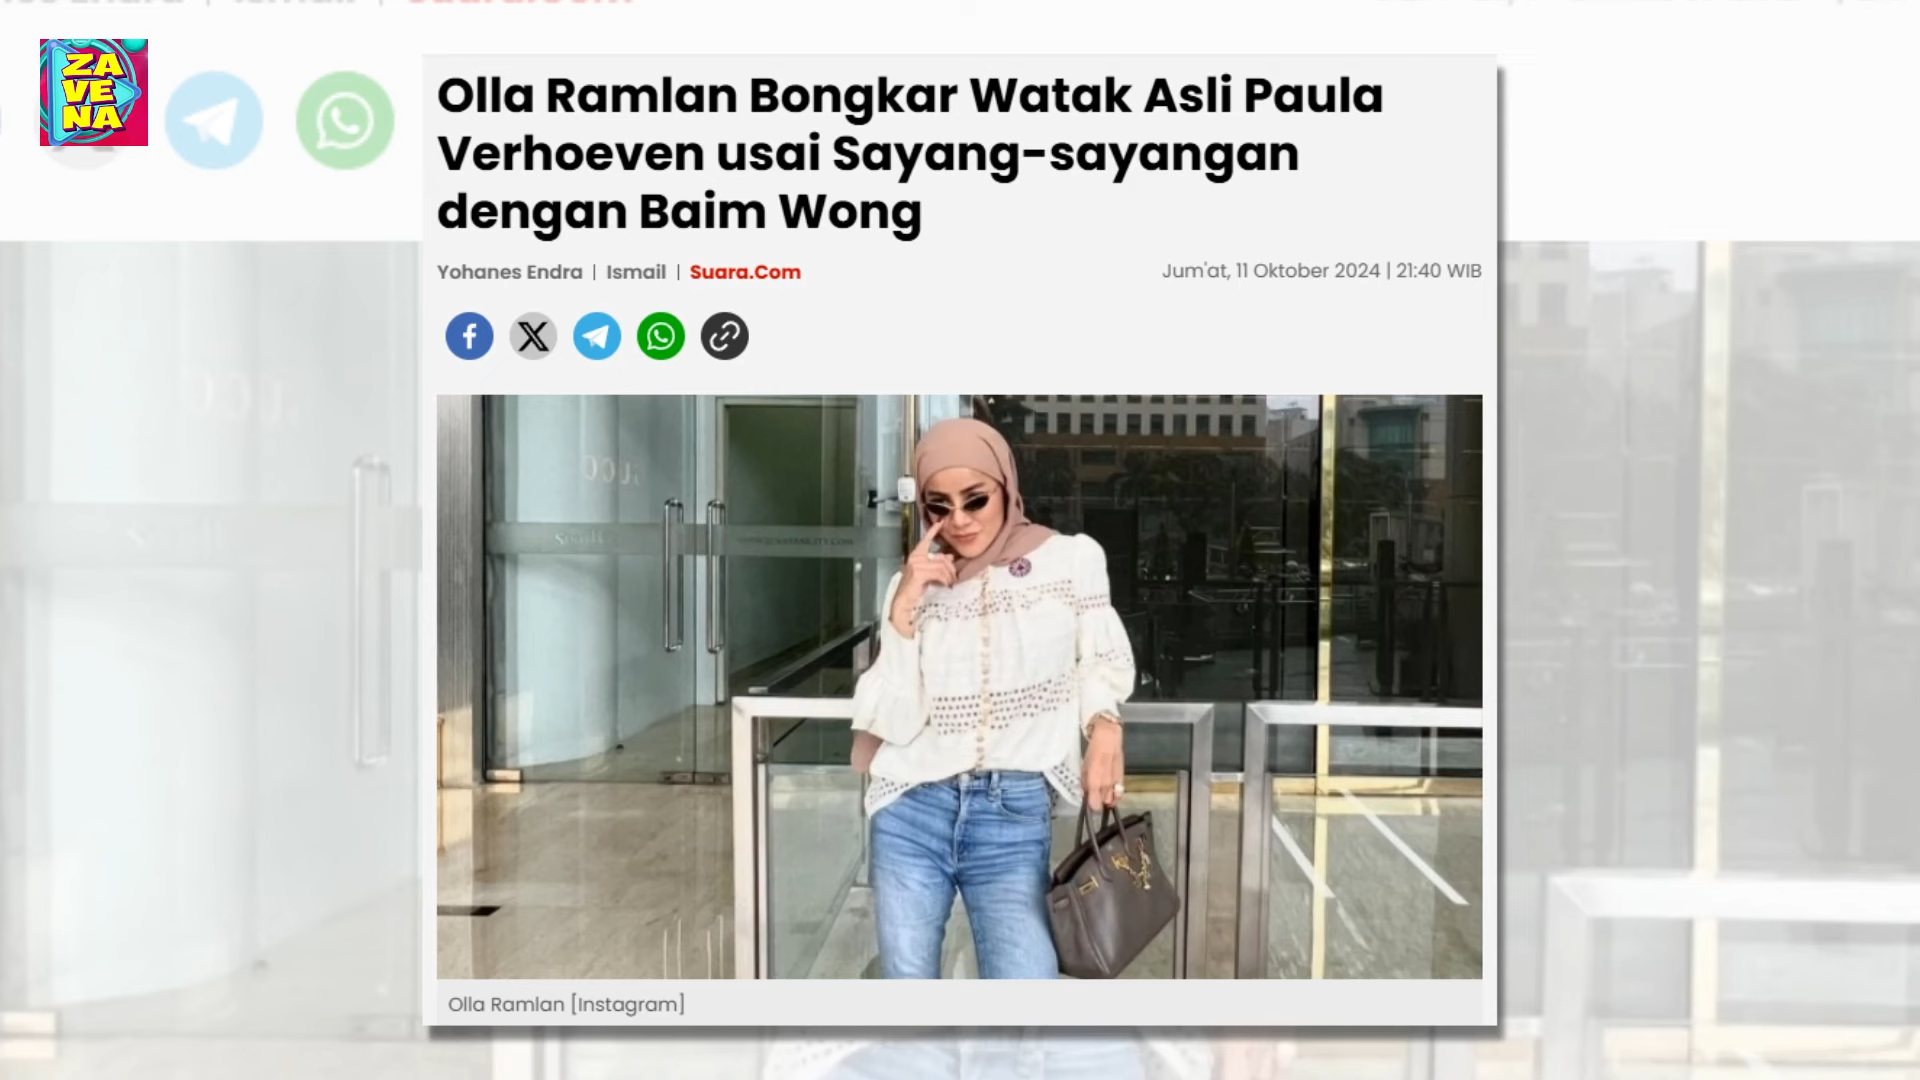 ZA
VE
NA
Olla Ramlan Bongkar Watak Asli Paula
Verhoeven usai Sayang-sayangan
dengan Baim Wong
Yohanes Endra | Ismail | Suara.Com
Jum'at, 11 Oktober 2024 | 21:40 WIB
Olla Ramlan [Instagram]